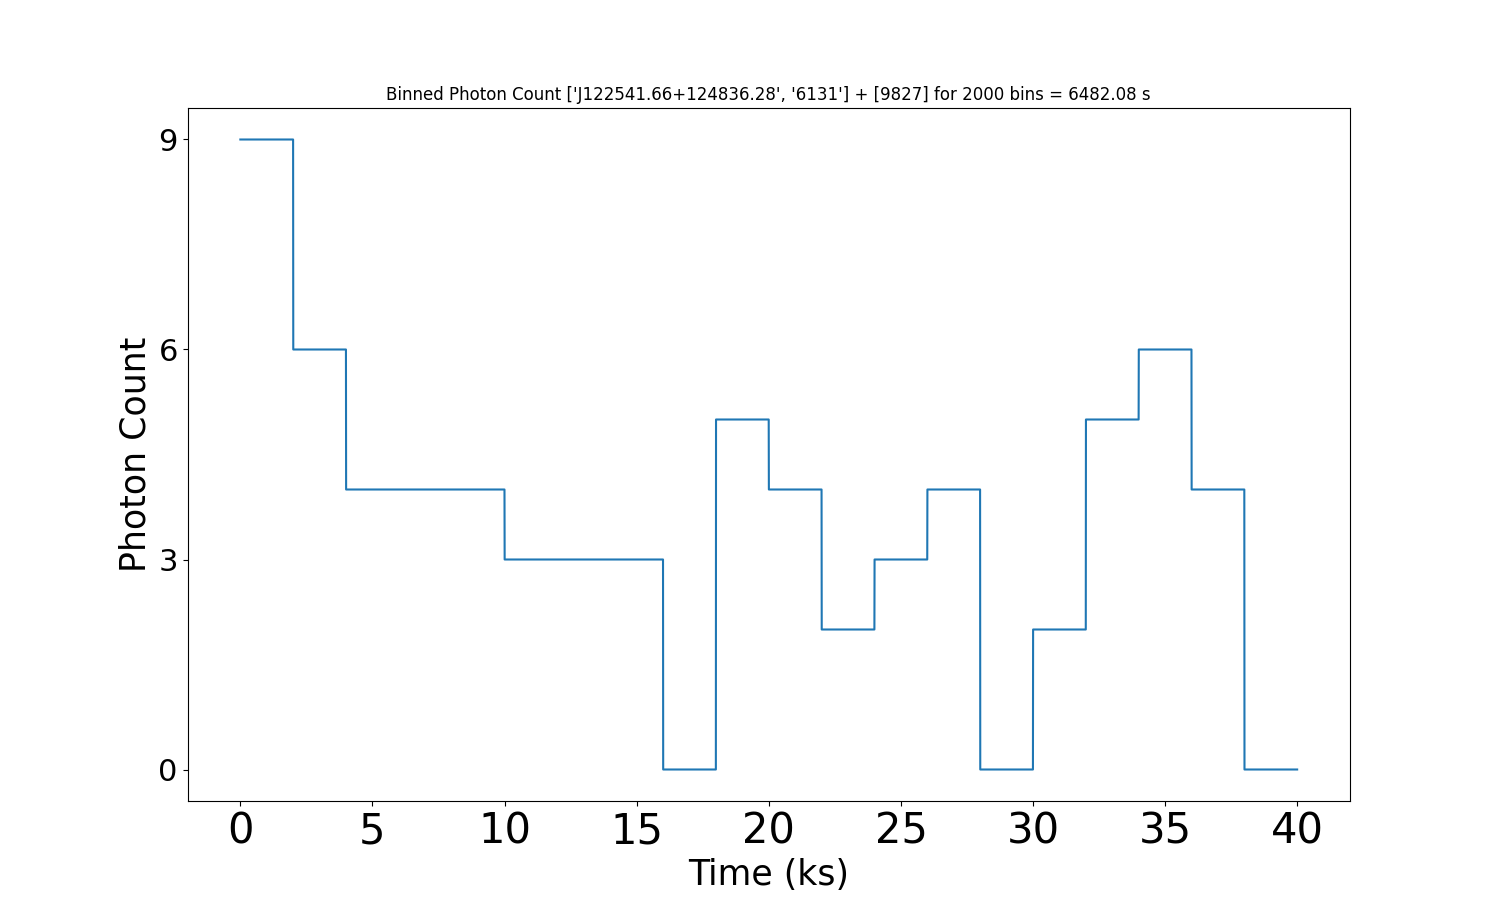 Binned Photon Count ['J122541.66+124836.28', '6131'] + [9827] for 2000 bins = 6482.08 s
9
6
3
0
Photon Count
0 5 10 15 20 25 30 35 40
Time (ks)